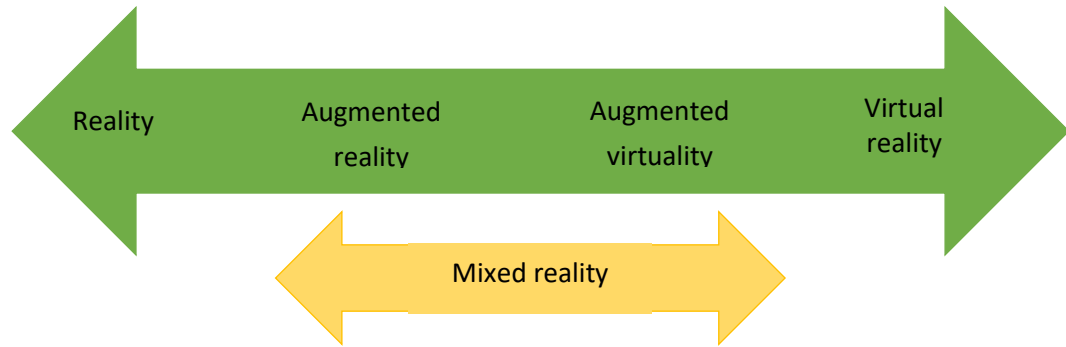 Reality
Augmented
reality
Augmented
virtuality
Virtual
reality
Mixed reality